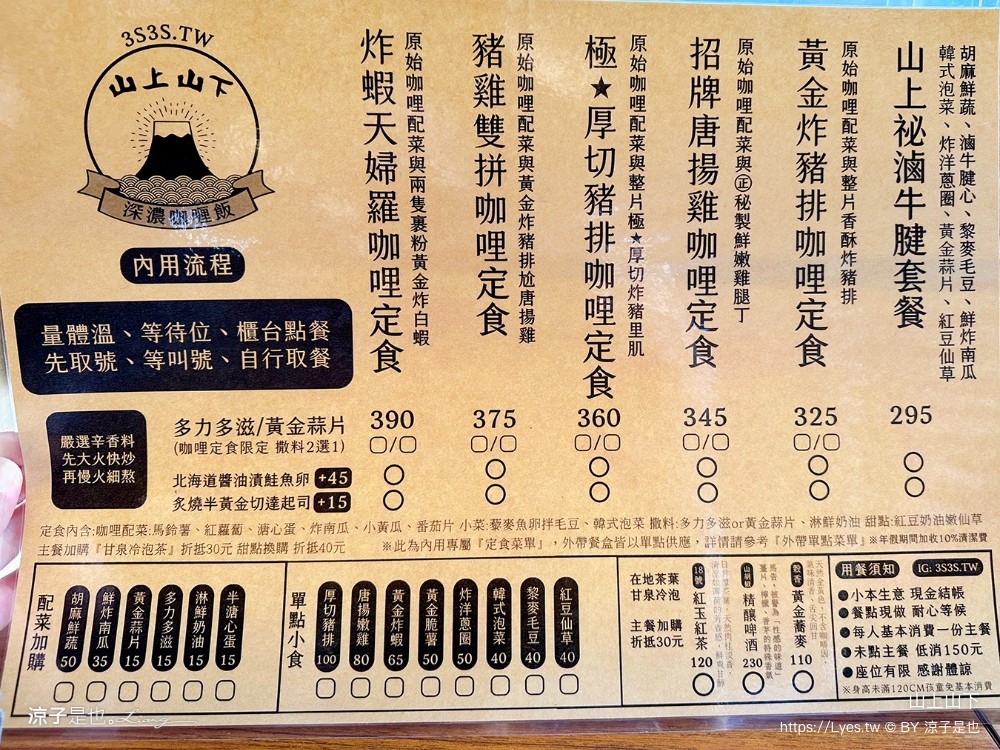 3S3S.TW
山上山下
深濃咖哩飯
內用流程
量體溫、等待位、櫃台點餐
先取號、等叫號、自行取餐
胡麻鮮蔬、滷牛腱心、黎麥毛豆、鮮炸南瓜
韓式泡菜、炸洋蔥圈、黃金蒜片、紅豆仙草
山上祕滷牛腱套餐
295
原始咖哩配菜與整片香酥炸豬排
黃金炸豬排咖哩定食
325
原始咖哩配菜與㊣秘製鮮嫩雞腿丁
招牌唐揚雞咖哩定食
345
原始咖哩配菜與整片極★厚切炸豬里肌
極★厚切豬排咖哩定食
360
原始咖哩配菜與黃金炸豬排尬唐揚雞
豬雞雙拼咖哩定食
375
原始咖哩配菜與兩隻裹粉黃金炸白蝦
炸蝦天婦羅咖哩定食
390
嚴選辛香料
先大火快炒
再慢火細熬
多力多滋/黃金蒜片
(咖哩定食限定 撒料2選1)
北海道醬油漬鮭魚卵 +45
炙燒半黃金切達起司 +15
定食內含:咖哩配菜:馬鈴薯、紅蘿蔔、溏心蛋、炸南瓜、小黃瓜、番茄片 小菜:藜麥魚卵拌毛豆、韓式泡菜 撒料:多力多滋or黃金蒜片、淋鮮奶油 甜點:紅豆奶油嫩仙草
主餐加購『甘泉冷泡茶』折抵30元 甜點換購 折抵40元
※此為內用專屬『定食菜單』,外帶餐盒皆以單點供應,詳情請參考『外帶單點菜單』
※年假期間加收10%清潔費
配菜加購
胡麻鮮蔬 50
鮮炸南瓜 35
黃金蒜片 15
多力多滋 15
淋鮮奶油 15
半溏心蛋 15
單點小食
厚切豬排 100
唐揚嫩雞 80
黃金炸蝦 65
黃金脆薯 50
炸洋蔥圈 50
韓式泡菜 40
黎麥毛豆 40
紅豆仙草 40
在地茶葉
甘泉冷泡
主餐加購
折抵30元
18號
紅玉紅茶
120
山胡椒
精釀啤酒
230
穀香
黃金蕎麥
110
用餐須知
IG: 3S3S.TW
●小本生意 現金結帳
●餐點現做 耐心等候
●每人基本消費一份主餐
●未點主餐 低消150元
●座位有限 感謝體諒
※身高未滿120CM孩童免基本消費
涼子是也。
山上山下
https://Lyes.tw © BY 涼子是也